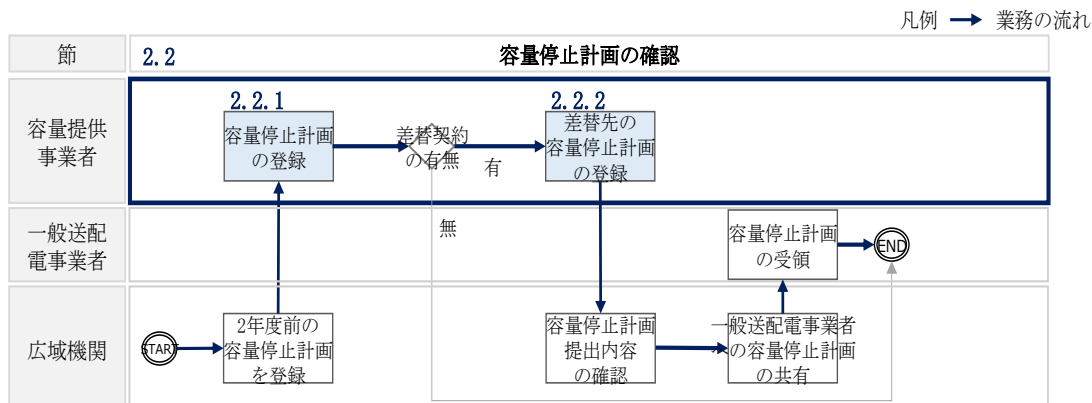 凡例 業務の流れ
節
2.2 容量停止計画の確認
容量提供
事業者
2.2.1
容量停止計画
の登録
差替契約
の有無
有
無
2.2.2
差替先の
容量停止計画
の登録
一般送配
電事業者
容量停止計画
の受領
END
広域機関
START
2年度前の
容量停止計画
を登録
容量停止計画
提出内容
の確認
一般送配電事業者
への容量停止計画
の共有